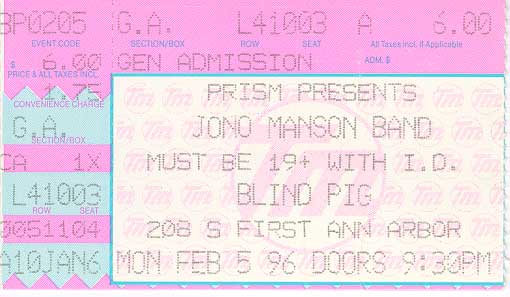 BP0205 G.A. L41003 A 6.00
EVENT CODE SECTION/BOX ROW SEAT All Taxes Incl. if Applicable
$ 6.00 GEN ADMISSION ADM. $
PRICE & ALL TAXES INCL.
1.75 PRISM PRESENTS
CONVENIENCE CHARGE
G.A. JONO MANSON BAND
SECTION/BOX
CA 1X MUST BE 19+ WITH I.D.
L41003 BLIND PIG
ROW SEAT
0051104 208 S FIRST ANN ARBOR
A10JAN6 MON FEB 5 96 DOORS 9:30PM